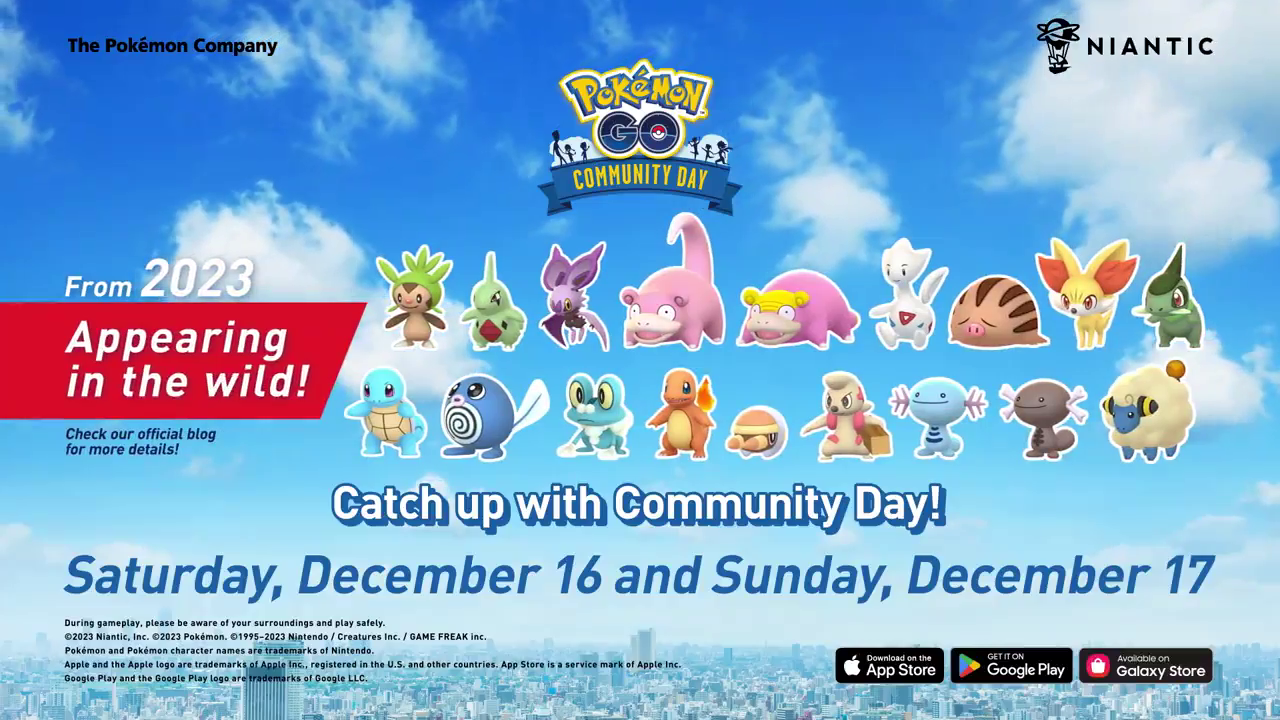 The Pokémon Company
NIANTIC
POKéMON
GO
COMMUNITY DAY
From 2023
Appearing
in the wild!
Check our official blog
for more details!
Catch up with Community Day!
Saturday, December 16 and Sunday, December 17
During gameplay, please be aware of your surroundings and play safely.
©2023 Niantic, Inc. ©2023 Pokémon. ©1995–2023 Nintendo / Creatures Inc. / GAME FREAK inc.
Pokémon and Pokémon character names are trademarks of Nintendo.
Apple and the Apple logo are trademarks of Apple Inc., registered in the U.S. and other countries. App Store is a service mark of Apple Inc.
Google Play and the Google Play logo are trademarks of Google LLC.
Download on the
App Store
GET IT ON
Google Play
Available on
Galaxy Store